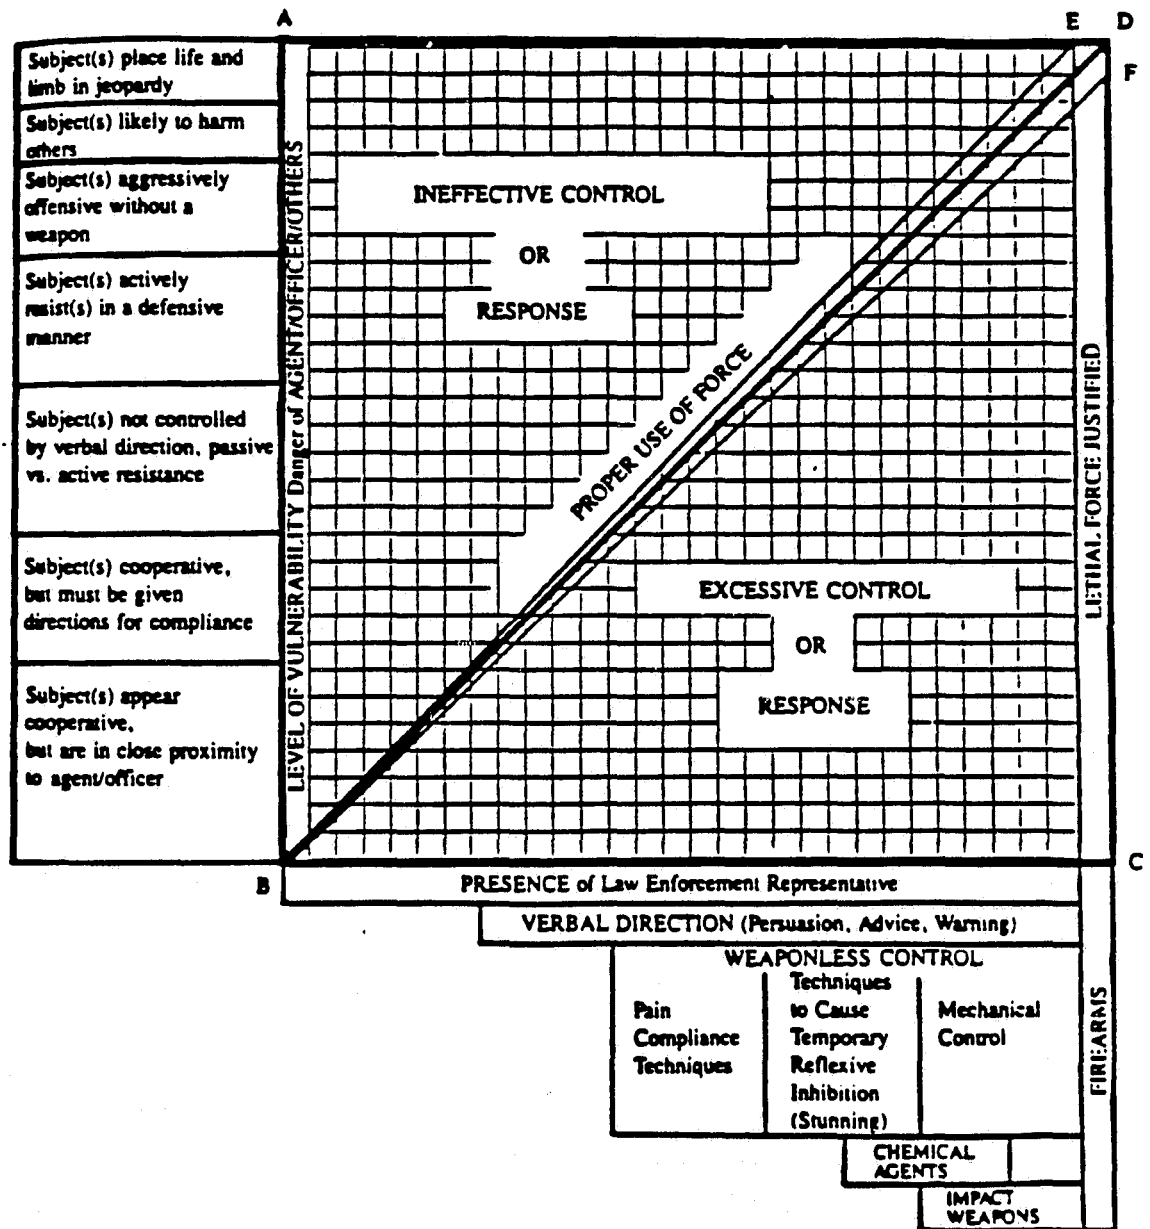 A
E
D
F
Subject(s) place life and
limb in jeopardy
Subject(s) likely to harm
others
Subject(s) aggressively
offensive without a
weapon
Subject(s) actively
resist(s) in a defensive
manner
Subject(s) not controlled
by verbal direction, passive
vs. active resistance
Subject(s) cooperative,
but must be given
directions for compliance
Subject(s) appear
cooperative,
but are in close proximity
to agent/officer
LEVEL OF VULNERABILITY Danger of AGENT/OFFICER/OTHERS
INEFFECTIVE CONTROL
OR
RESPONSE
PROPER USE OF FORCE
EXCESSIVE CONTROL
OR
RESPONSE
LETHAL FORCE JUSTIFIED
B
C
PRESENCE of Law Enforcement Representative
VERBAL DIRECTION (Persuasion, Advice, Warning)
WEAPONLESS CONTROL
Pain
Compliance
Techniques
Techniques
to Cause
Temporary
Reflexive
Inhibition
(Stunning)
Mechanical
Control
FIREARMS
CHEMICAL
AGENTS
IMPACT
WEAPONS